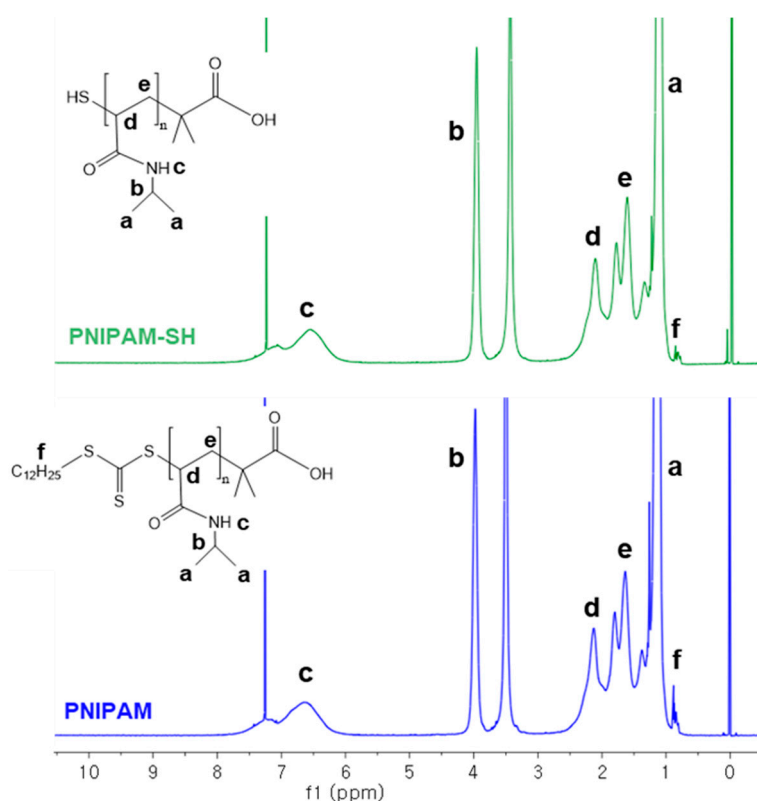 O
HS
e
n
OH
d
O
NH c
b
a a
a
b
e
d
c
f
PNIPAM-SH
f
C12H25
S
S
S
e
n
O
OH
d
O
NH c
b
a a
a
b
e
d
c
f
PNIPAM
10 9 8 7 6 5 4 3 2 1 0
f1 (ppm)